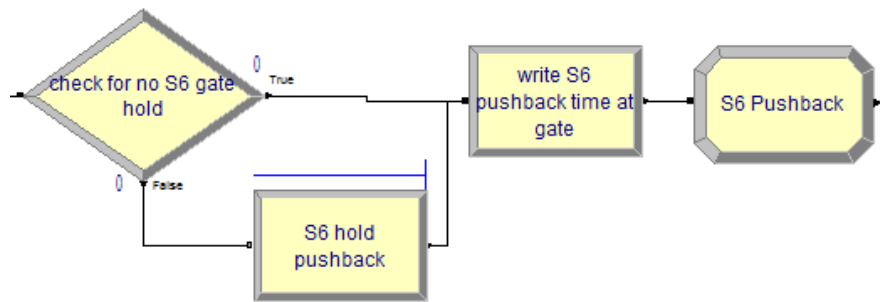 check for no S6 gate
hold
0
True
0
False
S6 hold
pushback
write S6
pushback time at
gate
S6 Pushback